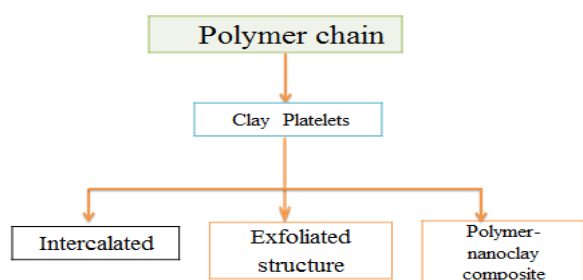 Polymer chain
Clay Platelets
Intercalated
Exfoliated
structure
Polymer-
nanoclay
composite